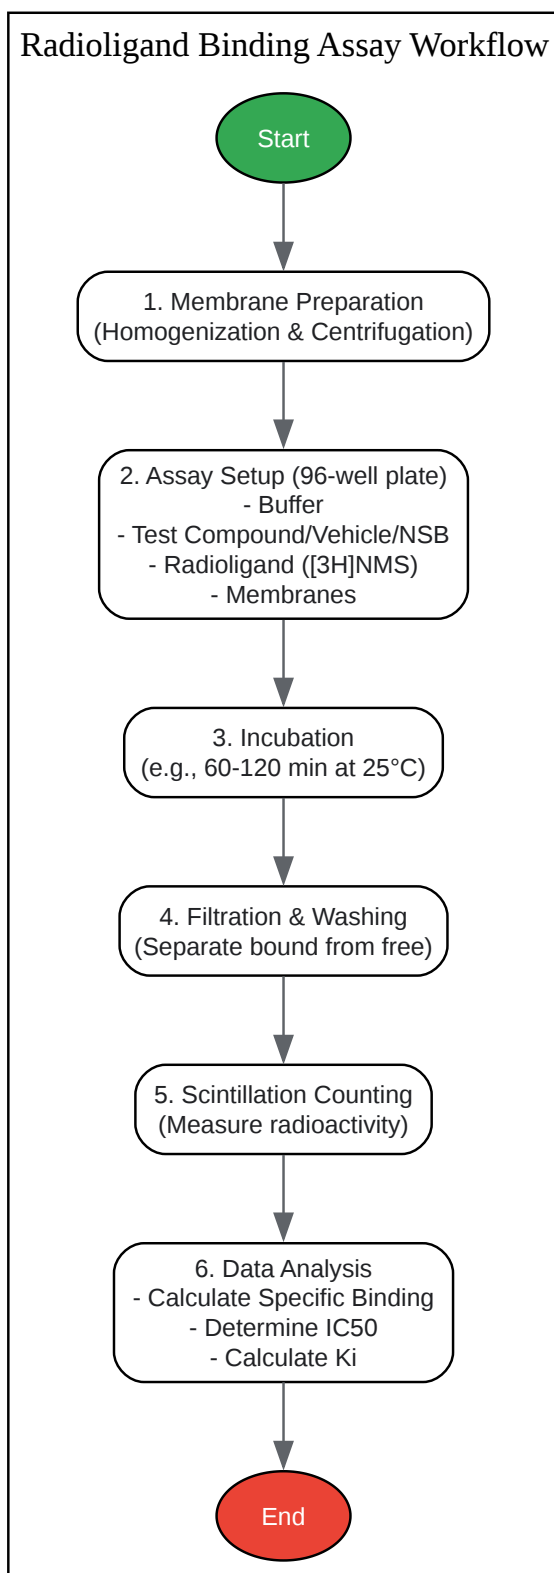 Radioligand Binding Assay Workflow
Start
1. Membrane Preparation
(Homogenization & Centrifugation)
2. Assay Setup (96-well plate)
- Buffer
- Test Compound/Vehicle/NSB
- Radioligand ([3H]NMS)
- Membranes
3. Incubation
(e.g., 60-120 min at 25°C)
4. Filtration & Washing
(Separate bound from free)
5. Scintillation Counting
(Measure radioactivity)
6. Data Analysis
- Calculate Specific Binding
- Determine IC50
- Calculate Ki
End